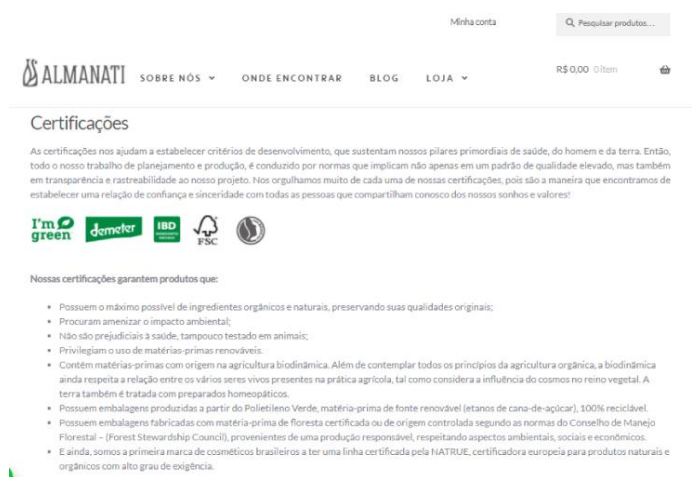 Minha conta
Pesquisar produtos...
ALMANATI SOBRE NÓS ONDE ENCONTRAR BLOG LOJA R$ 0,00 0 item
Certificações
As certificações nos ajudam a estabelecer critérios de desenvolvimento, que sustentam nossos pilares primordiais de saúde, do homem e da terra. Então,
todo o nosso trabalho de planejamento e produção, é conduzido por normas que implicam não apenas em um padrão de qualidade elevado, mas também
em transparência e rastreabilidade ao nosso projeto. Nos orgulhamos muito de cada uma de nossas certificações, pois são a maneira que encontramos de
estabelecer uma relação de confiança e sinceridade com todas as pessoas que compartilham conosco dos nossos sonhos e valores!
I'm green
demeter
IBD
FSC
Nossas certificações garantem produtos que:
Possuem o máximo possível de ingredientes orgânicos e naturais, preservando suas qualidades originais;
Procuram amenizar o impacto ambiental;
Não são prejudiciais à saúde, tampouco testado em animais;
Privilegiam o uso de matérias-primas renováveis.
Contém matérias-primas com origem na agricultura biodinâmica. Além de contemplar todos os princípios da agricultura orgânica, a biodinâmica
ainda respeita a relação entre os vários seres vivos presentes na prática agrícola, tal como considera a influência do cosmos no reino vegetal. A
terra também é tratada com preparados homeopáticos.
Possuem embalagens produzidas a partir do Polietileno Verde, matéria-prima de fonte renovável (etanos de cana-de-açúcar), 100% reciclável.
Possuem embalagens fabricadas com matéria-prima de floresta certificada ou de origem controlada segundo as normas do Conselho de Manejo
Florestal – (Forest Stewardship Council), provenientes de uma produção responsável, respeitando aspectos ambientais, sociais e econômicos.
E ainda, somos a primeira marca de cosméticos brasileiros a ter uma linha certificada pela NATRUE, certificadora europeia para produtos naturais e
orgânicos com alto grau de exigência.